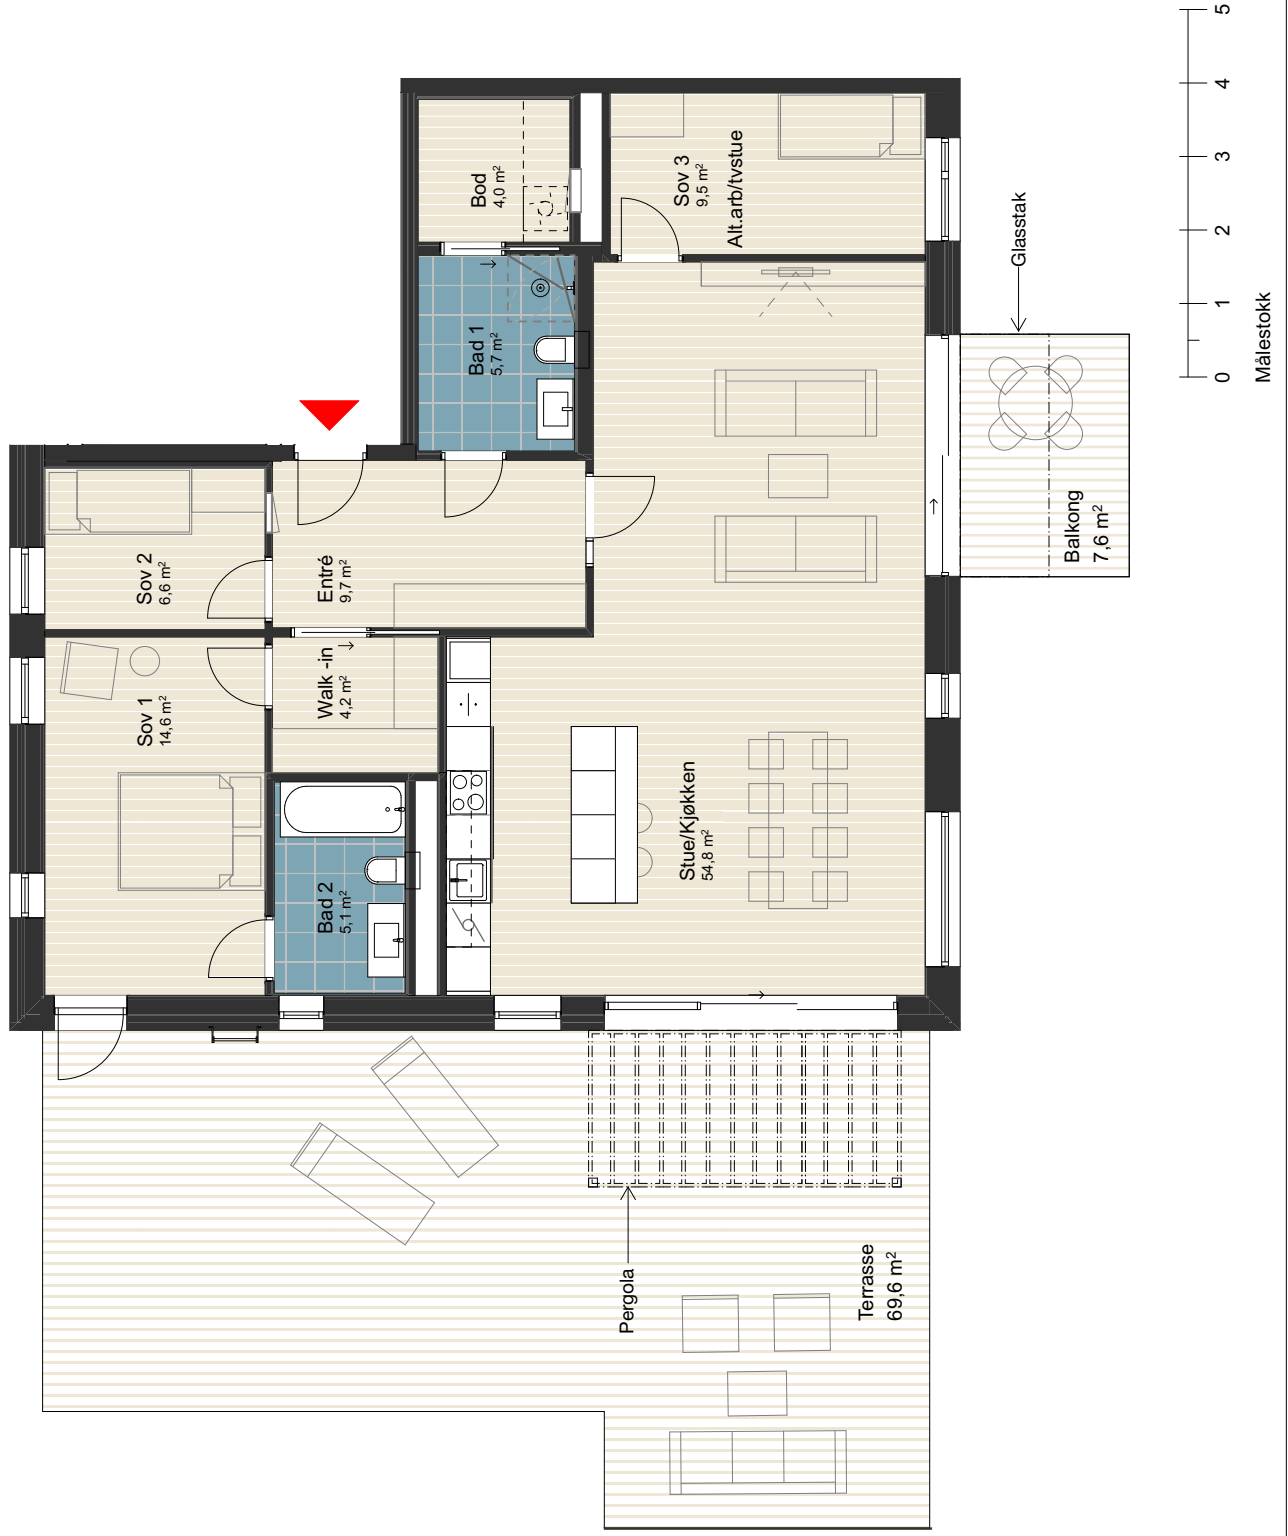 Bod
4,0 m²
Sov 3
9,5 m²
Alt.arb/tvstue
Bad 1
5,7 m²
Glasstak
Sov 2
6,6 m²
Entré
9,7 m²
Balkong
7,6 m²
Sov 1
14,6 m²
Walk -in
4,2 m²
Bad 2
5,1 m²
Stue/Kjøkken
54,8 m²
Pergola
Terrasse
69,6 m²
0 1 2 3 4 5
Målestokk